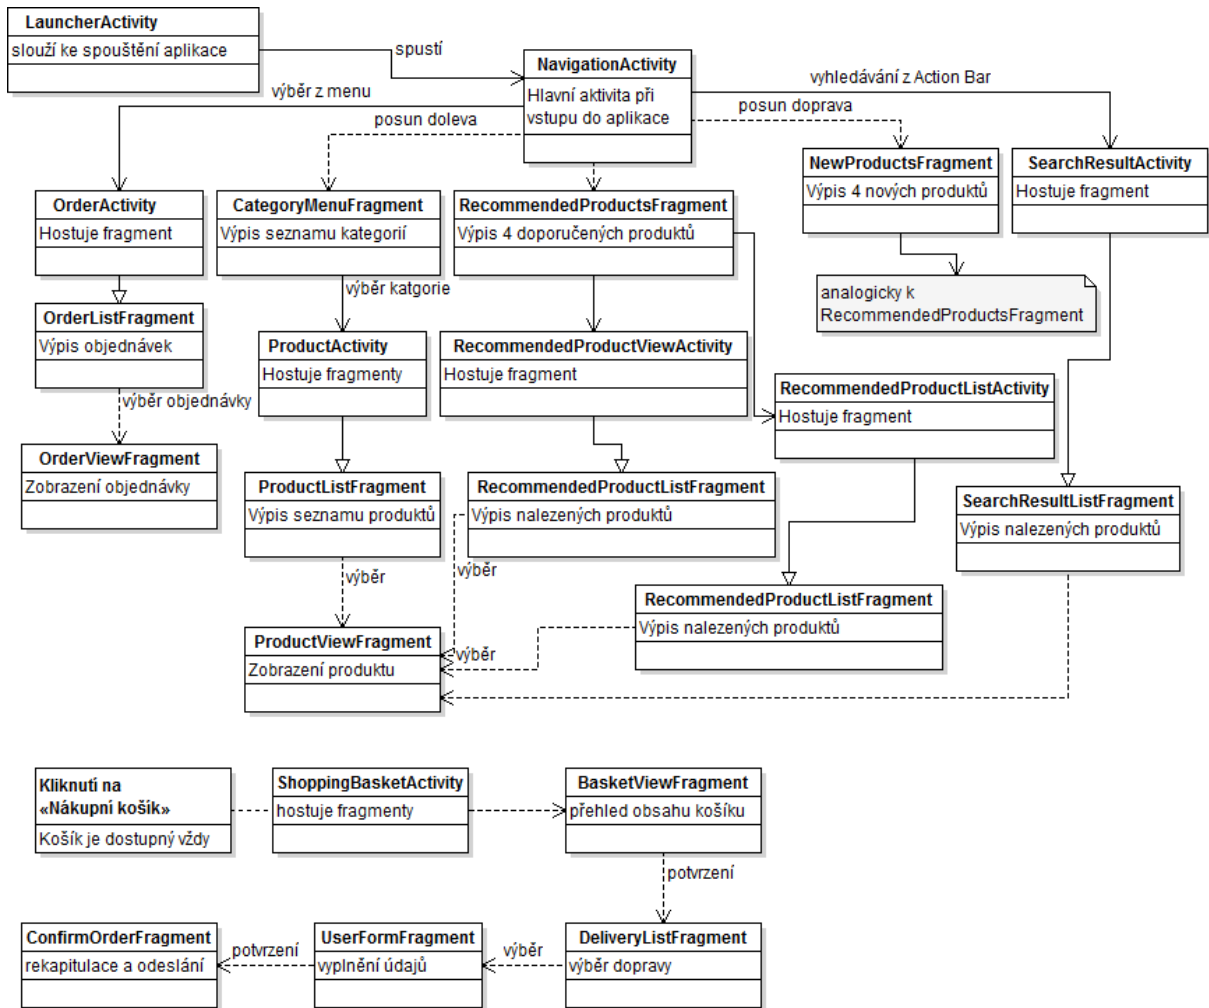 LauncherActivity
slouží ke spouštění aplikace
spustí
NavigationActivity
Hlavní aktivita při
vstupu do aplikace
výběr z menu
posun doleva
posun doprava
vyhledávání z Action Bar
NewProductsFragment
Výpis 4 nových produktů
SearchResultActivity
Hostuje fragment
OrderActivity
Hostuje fragment
CategoryMenuFragment
Výpis seznamu kategorií
RecommendedProductsFragment
Výpis 4 doporučených produktů
výběr katgorie
analogicky k
RecommendedProductsFragment
OrderListFragment
Výpis objednávek
ProductActivity
Hostuje fragmenty
RecommendedProductViewActivity
Hostuje fragment
RecommendedProductListActivity
Hostuje fragment
výběr objednávky
OrderViewFragment
Zobrazení objednávky
ProductListFragment
Výpis seznamu produktů
RecommendedProductListFragment
Výpis nalezených produktů
SearchResultListFragment
Výpis nalezených produktů
výběr
výběr
RecommendedProductListFragment
Výpis nalezených produktů
ProductViewFragment
Zobrazení produktu
výběr
Kliknutí na
«Nákupní košík»
Košík je dostupný vždy
ShoppingBasketActivity
hostuje fragmenty
BasketViewFragment
přehled obsahu košíku
potvrzení
ConfirmOrderFragment
rekapitulace a odeslání
potvrzení
UserFormFragment
vyplnění údajů
výběr
DeliveryListFragment
výběr dopravy